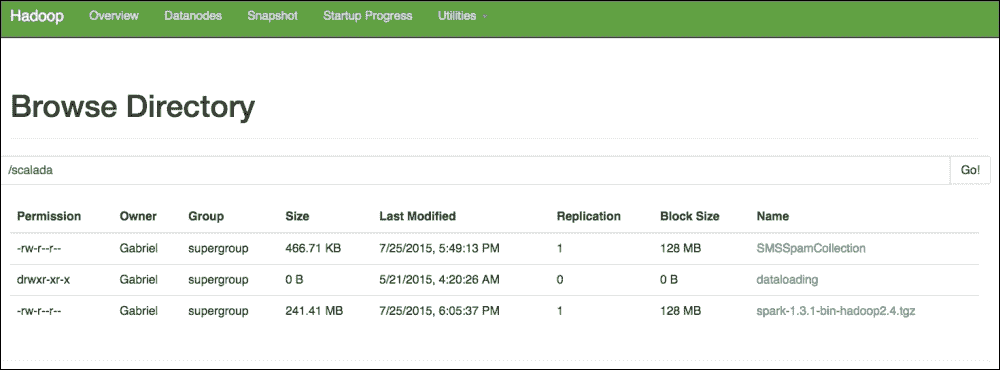 Hadoop Overview Datanodes Snapshot Startup Progress Utilities
Browse Directory
/scalada Go!
Permission Owner Group Size Last Modified Replication Block Size Name
-rw-r--r-- Gabriel supergroup 466.71 KB 7/25/2015, 5:49:13 PM 1 128 MB SMSSpamCollection
drwxr-xr-x Gabriel supergroup 0 B 5/21/2015, 4:20:26 AM 0 0 B dataloading
-rw-r--r-- Gabriel supergroup 241.41 MB 7/25/2015, 6:05:37 PM 1 128 MB spark-1.3.1-bin-hadoop2.4.tgz